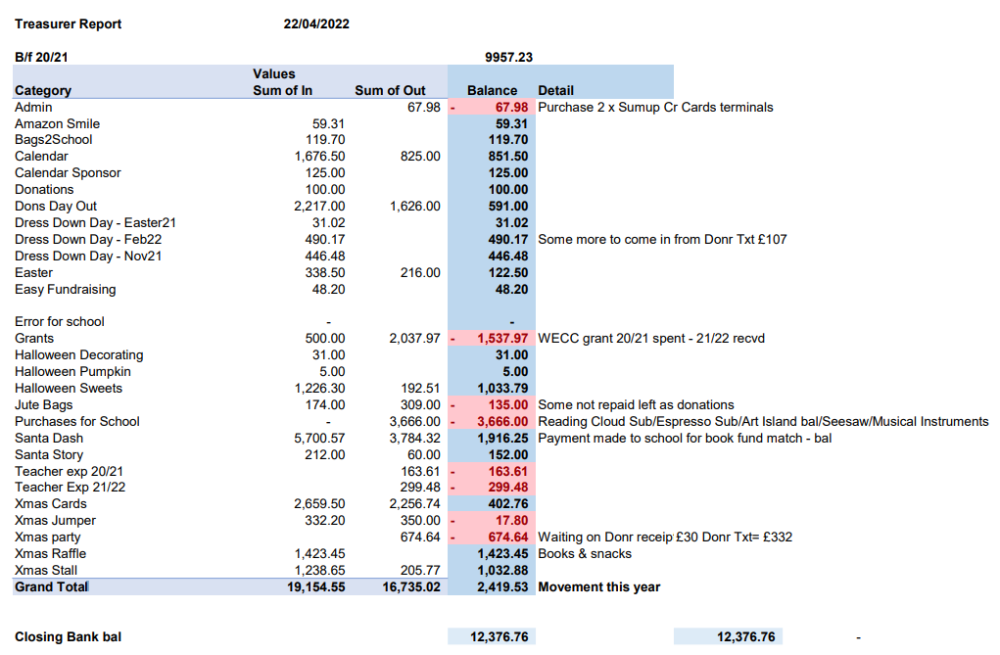 Treasurer Report 22/04/2022
B/f 20/21 9957.23
Values
Category Sum of In Sum of Out Balance Detail
Admin 67.98 - 67.98 Purchase 2 x Sumup Cr Cards terminals
Amazon Smile 59.31 59.31
Bags2School 119.70 119.70
Calendar 1,676.50 825.00 851.50
Calendar Sponsor 125.00 125.00
Donations 100.00 100.00
Dons Day Out 2,217.00 1,626.00 591.00
Dress Down Day - Easter21 31.02 31.02
Dress Down Day - Feb22 490.17 490.17 Some more to come in from Donr Txt £107
Dress Down Day - Nov21 446.48 446.48
Easter 338.50 216.00 122.50
Easy Fundraising 48.20 48.20
Error for school - -
Grants 500.00 2,037.97 - 1,537.97 WECC grant 20/21 spent - 21/22 recvd
Halloween Decorating 31.00 31.00
Halloween Pumpkin 5.00 5.00
Halloween Sweets 1,226.30 192.51 1,033.79
Jute Bags 174.00 309.00 - 135.00 Some not repaid left as donations
Purchases for School - 3,666.00 - 3,666.00 Reading Cloud Sub/Espresso Sub/Art Island bal/Seesaw/Musical Instruments
Santa Dash 5,700.57 3,784.32 1,916.25 Payment made to school for book fund match - bal
Santa Story 212.00 60.00 152.00
Teacher exp 20/21 163.61 - 163.61
Teacher Exp 21/22 299.48 - 299.48
Xmas Cards 2,659.50 2,256.74 402.76
Xmas Jumper 332.20 350.00 - 17.80
Xmas party 674.64 - 674.64 Waiting on Donr receip £30 Donr Txt= £332
Xmas Raffle 1,423.45 1,423.45 Books & snacks
Xmas Stall 1,238.65 205.77 1,032.88
Grand Total 19,154.55 16,735.02 2,419.53 Movement this year
Closing Bank bal 12,376.76 12,376.76 -